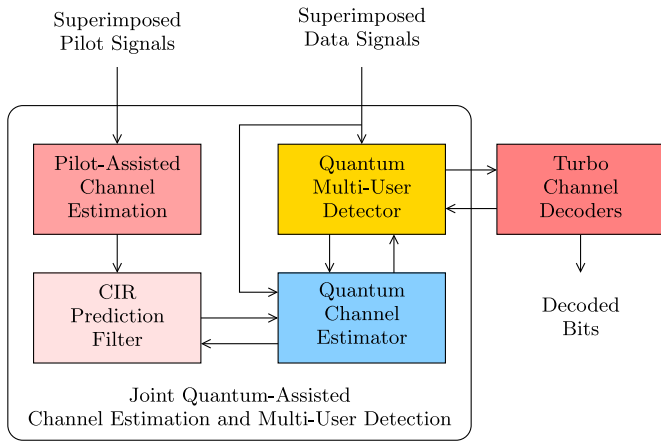 Superimposed
Pilot Signals
Superimposed
Data Signals
Pilot-Assisted
Channel
Estimation
Quantum
Multi-User
Detector
Turbo
Channel
Decoders
CIR
Prediction
Filter
Quantum
Channel
Estimator
Decoded
Bits
Joint Quantum-Assisted
Channel Estimation and Multi-User Detection